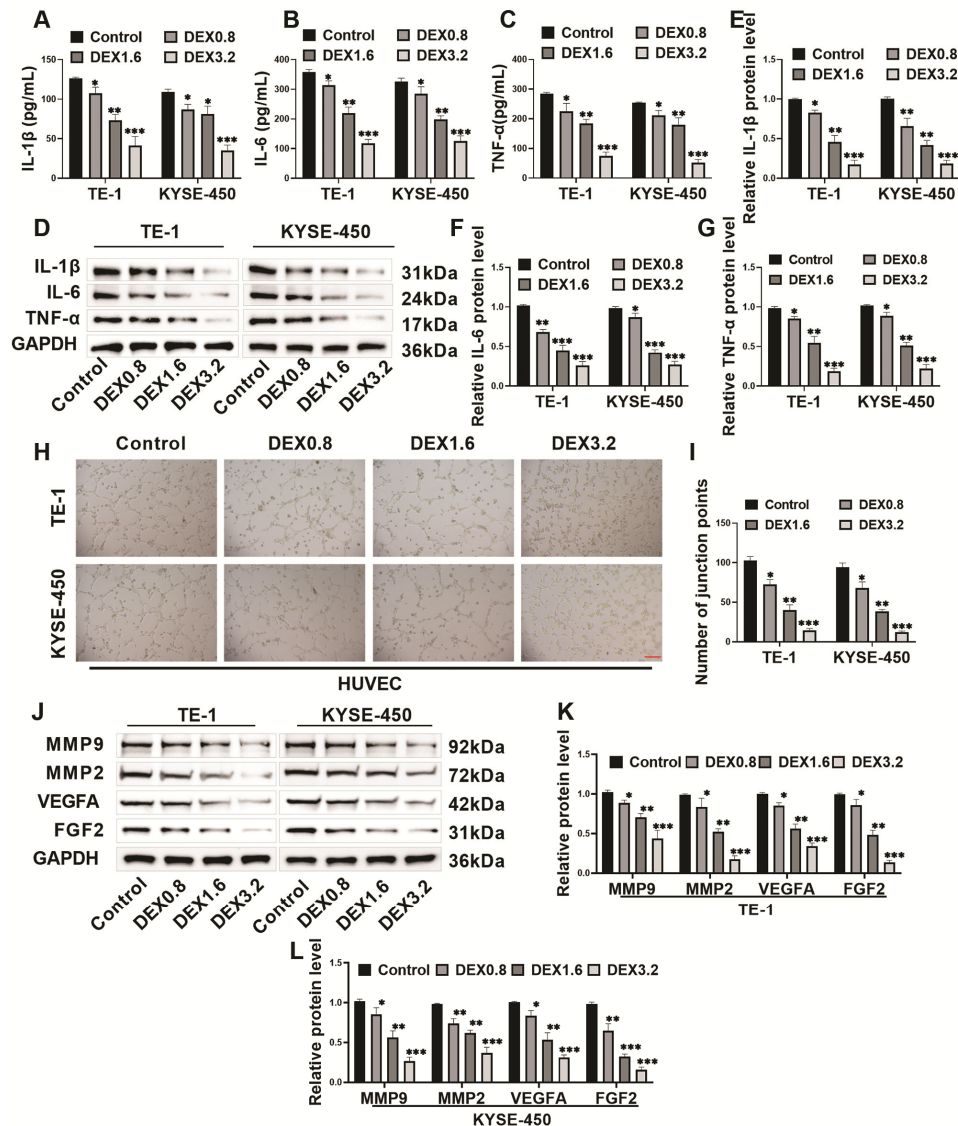 A
Control
DEX0.8
DEX1.6
DEX3.2
IL-1β (pg/mL)
150
100
50
0
*
**
***
*
*
***
TE-1
KYSE-450
B
Control
DEX0.8
DEX1.6
DEX3.2
IL-6 (pg/mL)
400
300
200
100
0
*
**
***
*
**
***
TE-1
KYSE-450
C
Control
DEX0.8
DEX1.6
DEX3.2
TNF-α(pg/mL)
400
300
200
100
0
*
**
***
*
**
***
TE-1
KYSE-450
E
Control
DEX0.8
DEX1.6
DEX3.2
Relative IL-1β protein level
1.5
1.0
0.5
0.0
*
**
***
*
**
***
TE-1
KYSE-450
D
TE-1
KYSE-450
IL-1β
31kDa
IL-6
24kDa
TNF-α
17kDa
GAPDH
36kDa
Control
DEX0.8
DEX1.6
DEX3.2
Control
DEX0.8
DEX1.6
DEX3.2
F
Control
DEX0.8
DEX1.6
DEX3.2
Relative IL-6 protein level
1.5
1.0
0.5
0.0
**
***
***
*
***
***
TE-1
KYSE-450
G
Control
DEX0.8
DEX1.6
DEX3.2
Relative TNF-α protein level
1.5
1.0
0.5
0.0
*
**
***
*
**
***
TE-1
KYSE-450
H
Control
DEX0.8
DEX1.6
DEX3.2
TE-1
KYSE-450
HUVEC
I
Control
DEX0.8
DEX1.6
DEX3.2
Number of junction points
150
100
50
0
*
**
***
*
**
***
TE-1
KYSE-450
J
TE-1
KYSE-450
MMP9
92kDa
MMP2
72kDa
VEGFA
42kDa
FGF2
31kDa
GAPDH
36kDa
Control
DEX0.8
DEX1.6
DEX3.2
Control
DEX0.8
DEX1.6
DEX3.2
K
Control DEX0.8 DEX1.6 DEX3.2
Relative protein level
1.5
1.0
0.5
0.0
*
**
***
*
**
***
*
**
***
*
**
***
MMP9 MMP2 VEGFA FGF2
TE-1
L
Control DEX0.8 DEX1.6 DEX3.2
Relative protein level
1.5
1.0
0.5
0.0
*
**
***
**
**
***
*
**
***
**
***
***
MMP9 MMP2 VEGFA FGF2
KYSE-450